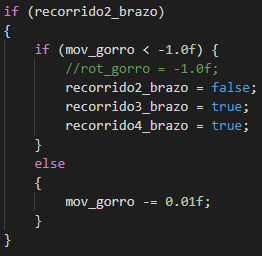 if (recorrido2_brazo)
{
    if (mov_gorro < -1.0f) {
        //rot_gorro = -1.0f;
        recorrido2_brazo = false;
        recorrido3_brazo = true;
        recorrido4_brazo = true;
    }
    else
    {
        mov_gorro -= 0.01f;
    }
}